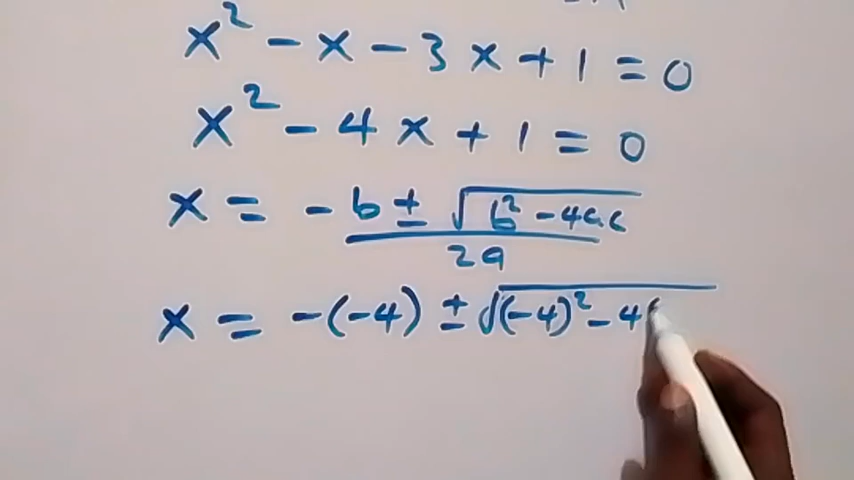 x² - x - 3x + 1 = 0
x² - 4x + 1 = 0
x = -b ± √b² - 4ac / 2a
x = -(-4) ± √(-4)² - 4(